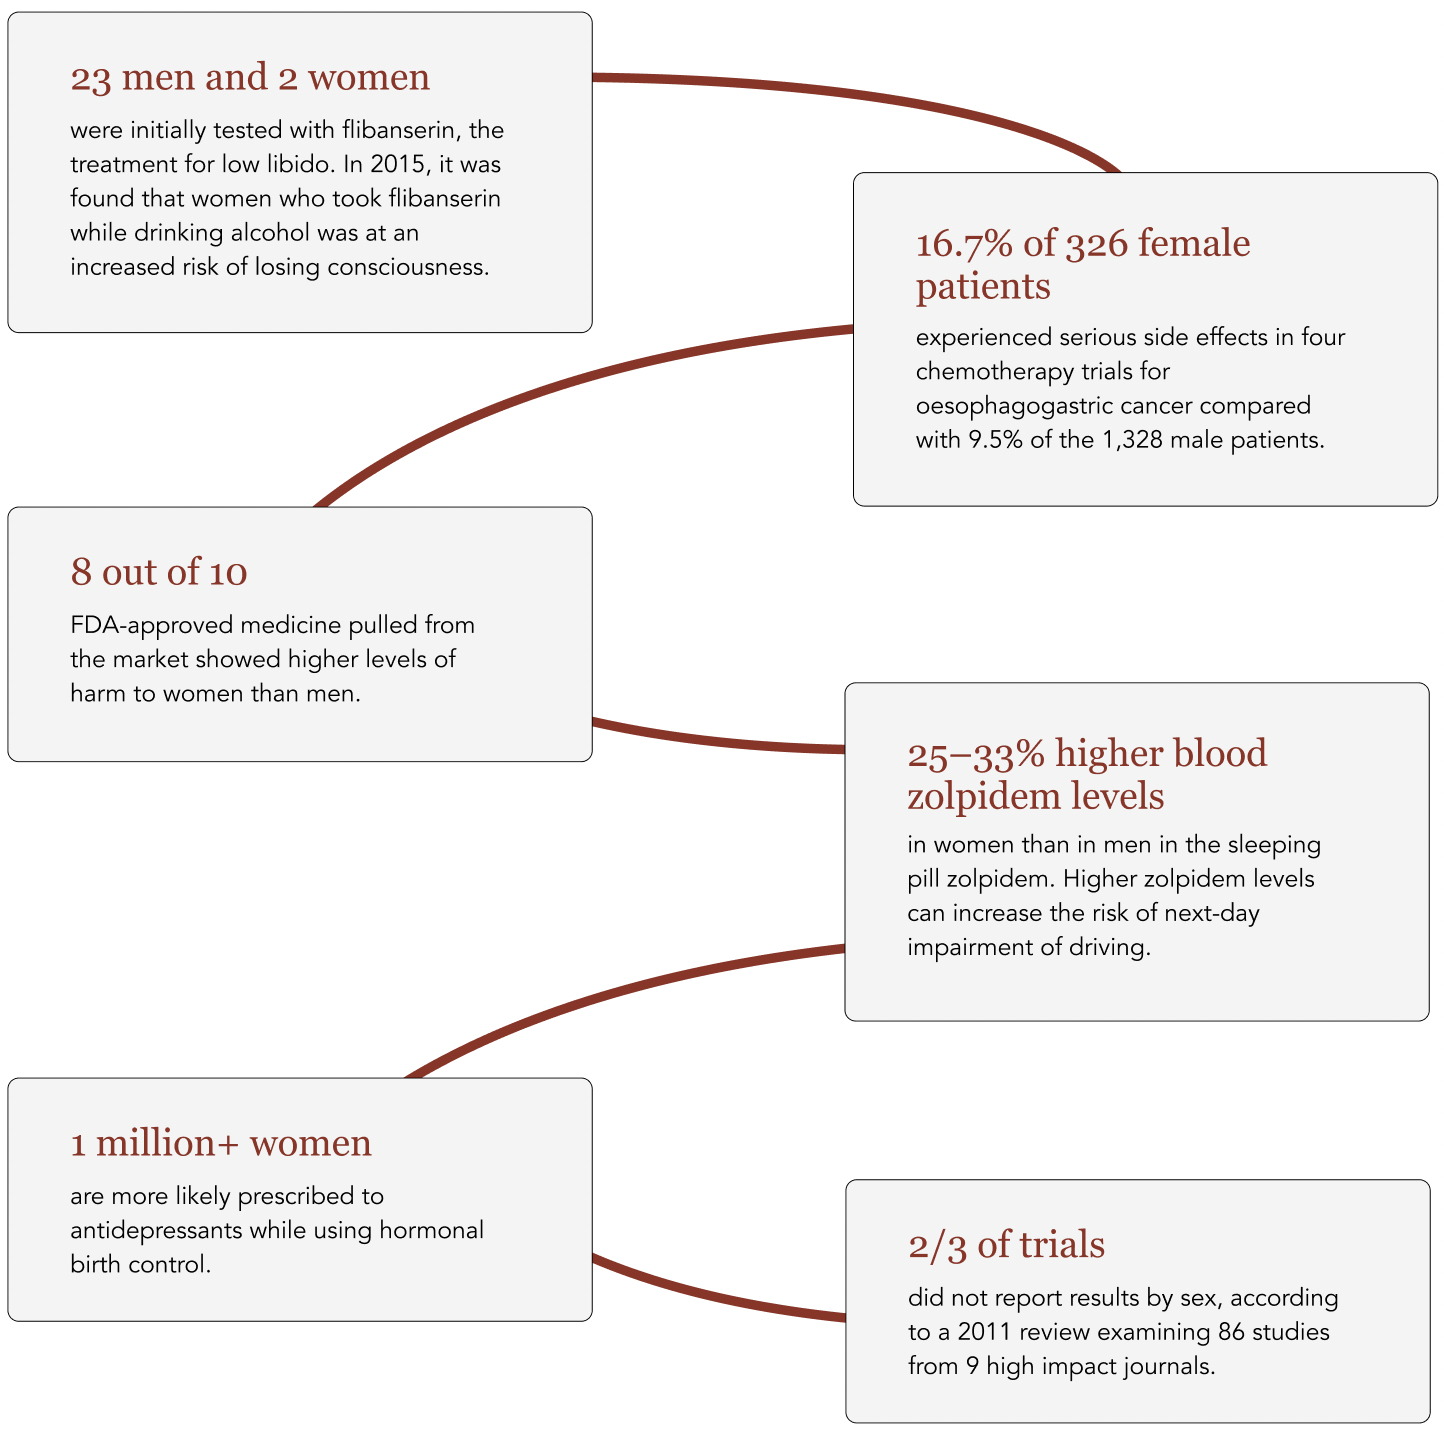 23 men and 2 women
were initially tested with flibanserin, the
treatment for low libido. In 2015, it was
found that women who took flibanserin
while drinking alcohol was at an
increased risk of losing consciousness.
16.7% of 326 female
patients
experienced serious side effects in four
chemotherapy trials for
oesophagogastric cancer compared
with 9.5% of the 1,328 male patients.
8 out of 10
FDA-approved medicine pulled from
the market showed higher levels of
harm to women than men.
25–33% higher blood
zolpidem levels
in women than in men in the sleeping
pill zolpidem. Higher zolpidem levels
can increase the risk of next-day
impairment of driving.
1 million+ women
are more likely prescribed to
antidepressants while using hormonal
birth control.
2/3 of trials
did not report results by sex, according
to a 2011 review examining 86 studies
from 9 high impact journals.